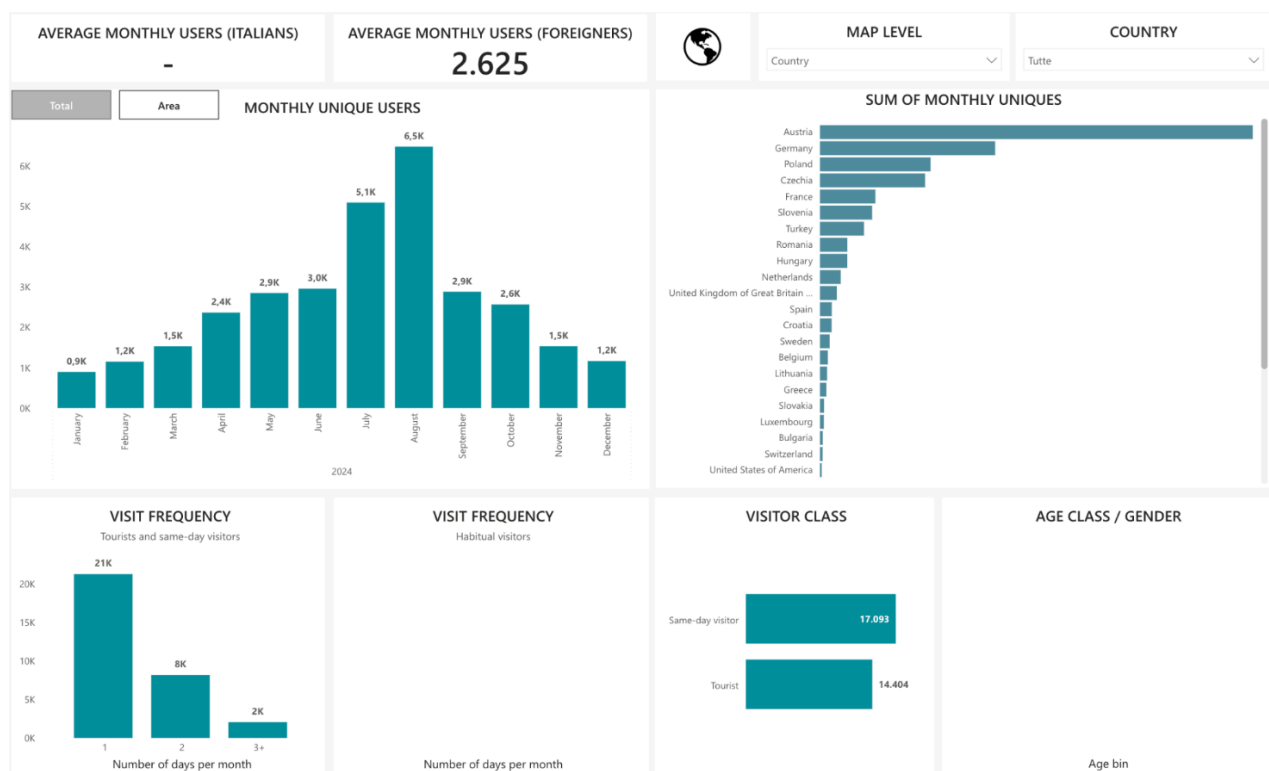 AVERAGE MONTHLY USERS (ITALIANS)
-
AVERAGE MONTHLY USERS (FOREIGNERS)
2.625
MAP LEVEL
Country
COUNTRY
Tutte
Total
Area
MONTHLY UNIQUE USERS
6K
5K
4K
3K
2K
1K
0K
0,9K
1,2K
1,5K
2,4K
2,9K
3,0K
5,1K
6,5K
2,9K
2,6K
1,5K
1,2K
January
February
March
April
May
June
July
August
September
October
November
December
2024
SUM OF MONTHLY UNIQUES
Austria
Germany
Poland
Czechia
France
Slovenia
Turkey
Romania
Hungary
Netherlands
United Kingdom of Great Britain ...
Spain
Croatia
Sweden
Belgium
Lithuania
Greece
Slovakia
Luxembourg
Bulgaria
Switzerland
United States of America
VISIT FREQUENCY
Tourists and same-day visitors
20K
15K
10K
5K
0K
21K
8K
2K
1
2
3+
Number of days per month
VISIT FREQUENCY
Habitual visitors
Number of days per month
VISITOR CLASS
Same-day visitor
17.093
Tourist
14.404
AGE CLASS / GENDER
Age bin